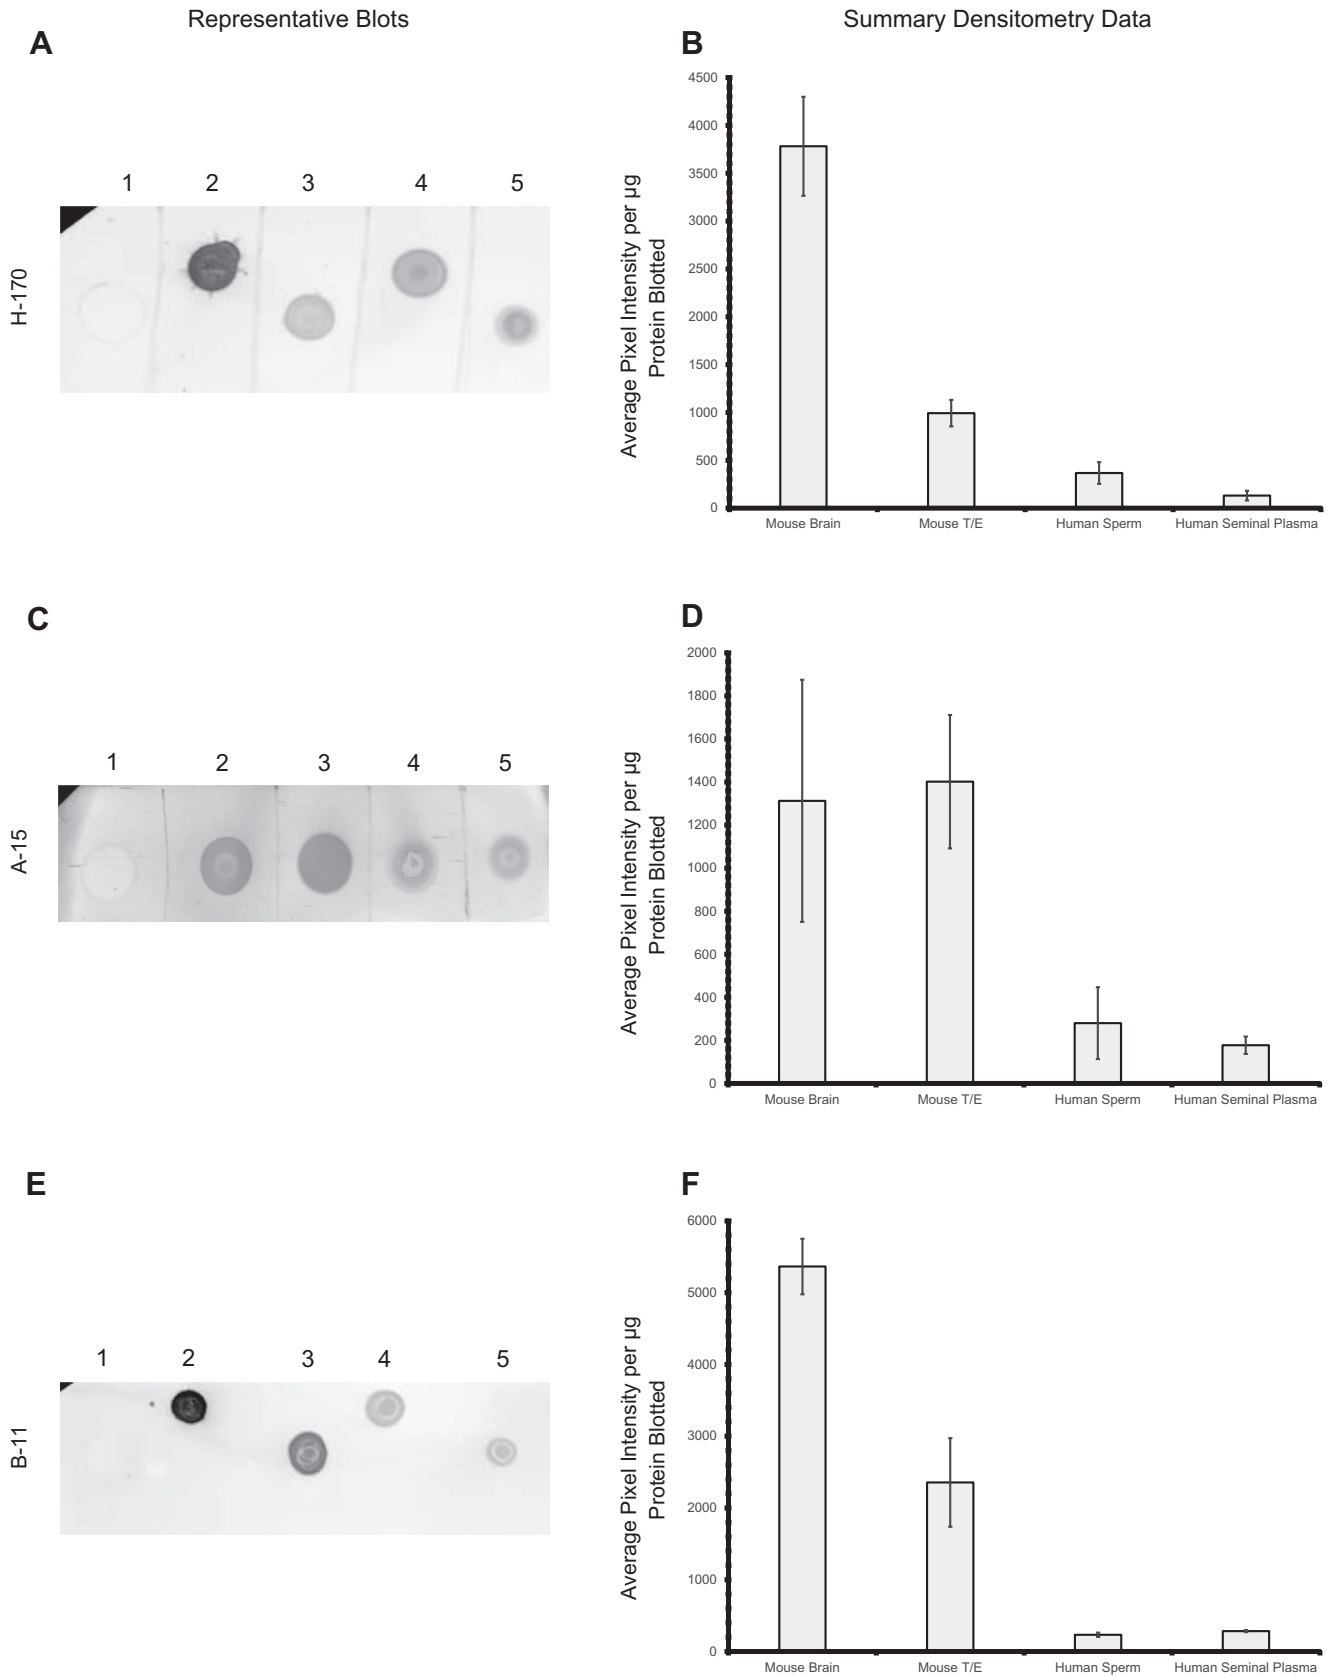 Representative Blots
Summary Densitometry Data
A
1 2 3 4 5
H-170
B
Average Pixel Intensity per µg
Protein Blotted
4500
4000
3500
3000
2500
2000
1500
1000
500
0
Mouse Brain Mouse T/E Human Sperm Human Seminal Plasma
C
1 2 3 4 5
A-15
D
Average Pixel Intensity per µg
Protein Blotted
2000
1800
1600
1400
1200
1000
800
600
400
200
0
Mouse Brain Mouse T/E Human Sperm Human Seminal Plasma
E
1 2 3 4 5
B-11
F
Average Pixel Intensity per µg
Protein Blotted
6000
5000
4000
3000
2000
1000
0
Mouse Brain Mouse T/E Human Sperm Human Seminal Plasma